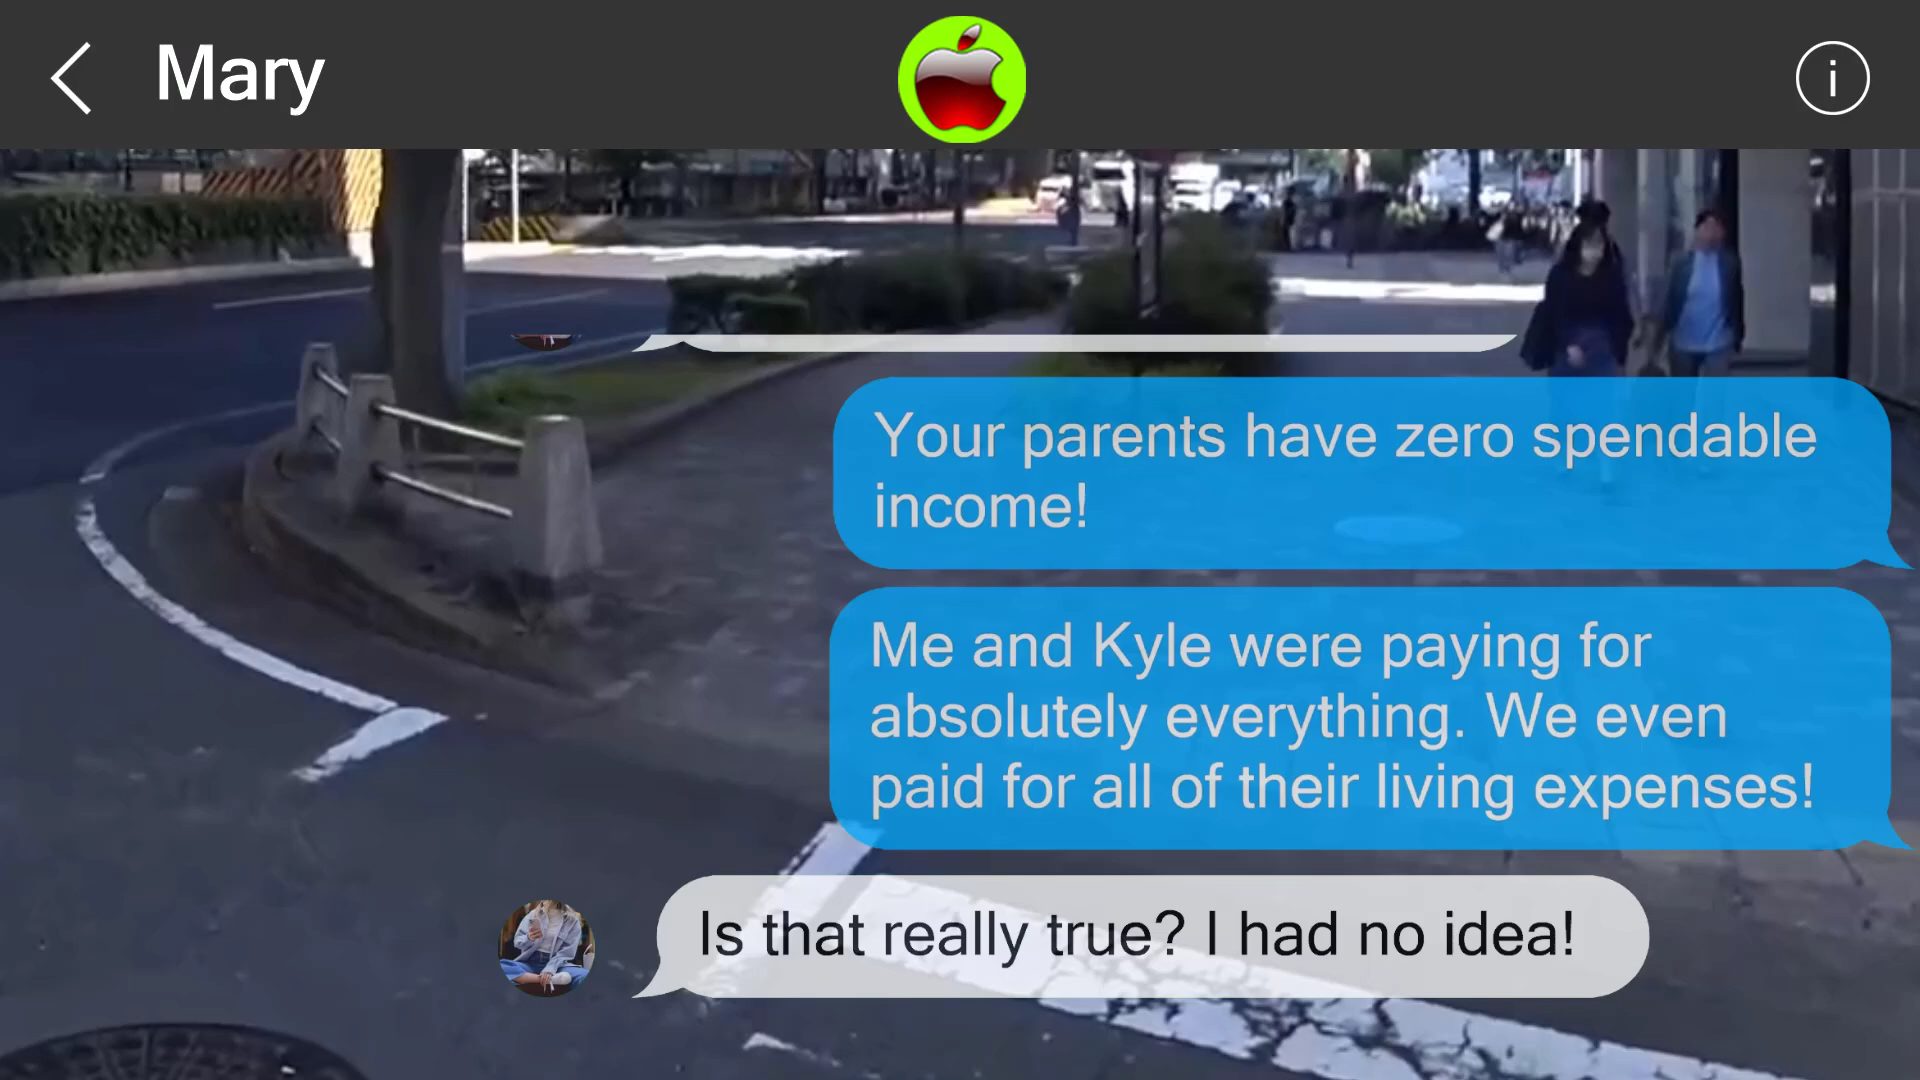 Mary
i
Your parents have zero spendable
income!
Me and Kyle were paying for
absolutely everything. We even
paid for all of their living expenses!
Is that really true? I had no idea!